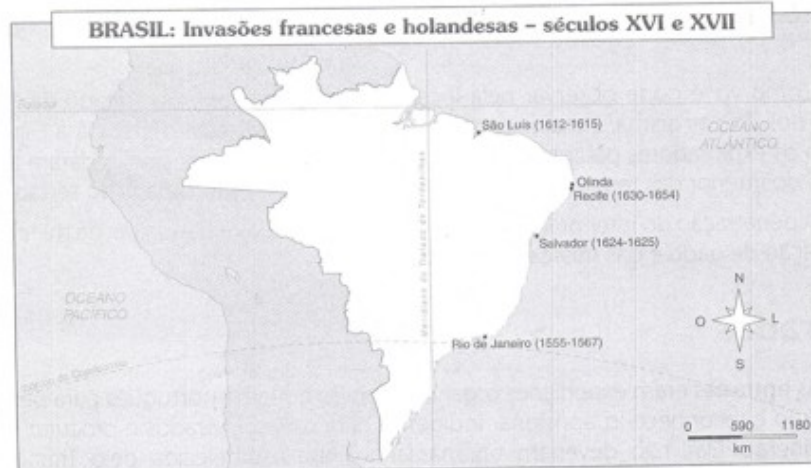 BRASIL: Invasões francesas e holandesas – séculos XVI e XVII
São Luís (1612-1615)
OCEANO
ATLÂNTICO
Olinda
Recife (1630-1654)
Salvador (1624-1625)
Meridiano do Tratado de Tordesilhas
OCEANO
PACÍFICO
N
O
L
S
Rio de Janeiro (1555-1567)
0 590 1180
km